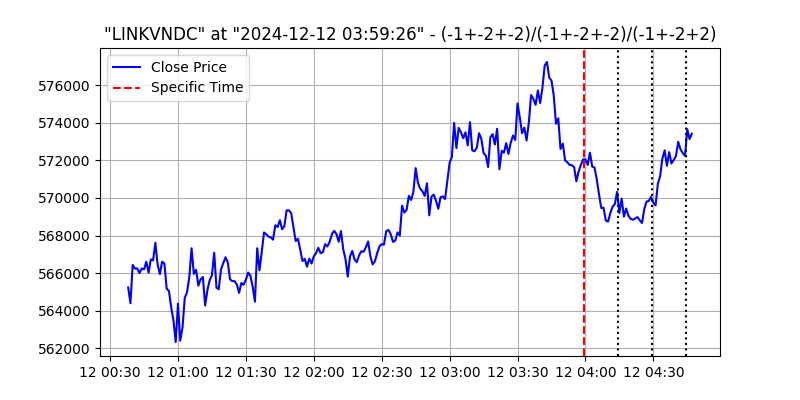 "LINKVNDC" at "2024-12-12 03:59:26" - (-1+-2+-2)/(-1+-2+-2)/(-1+-2+2)
Close Price
Specific Time
576000
574000
572000
570000
568000
566000
564000
562000
12 00:30 12 01:00 12 01:30 12 02:00 12 02:30 12 03:00 12 03:30 12 04:00 12 04:30